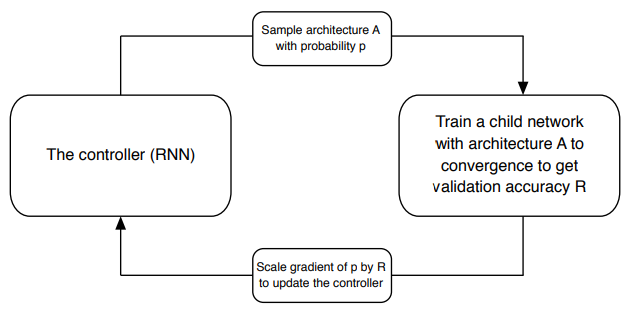 Sample architecture A
with probability p
The controller (RNN)
Train a child network
with architecture A to
convergence to get
validation accuracy R
Scale gradient of p by R
to update the controller